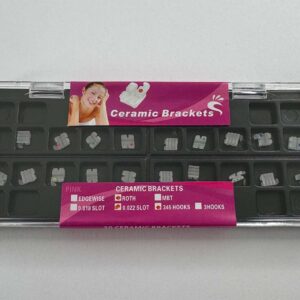 Ceramic Brackets
PINK CERAMIC BRACKETS
EDGEWISE ROTH MBT
0.018 SLOT 0.022 SLOT 345 HOOKS 3HOOKS
20 CERAMIC BRACKETS